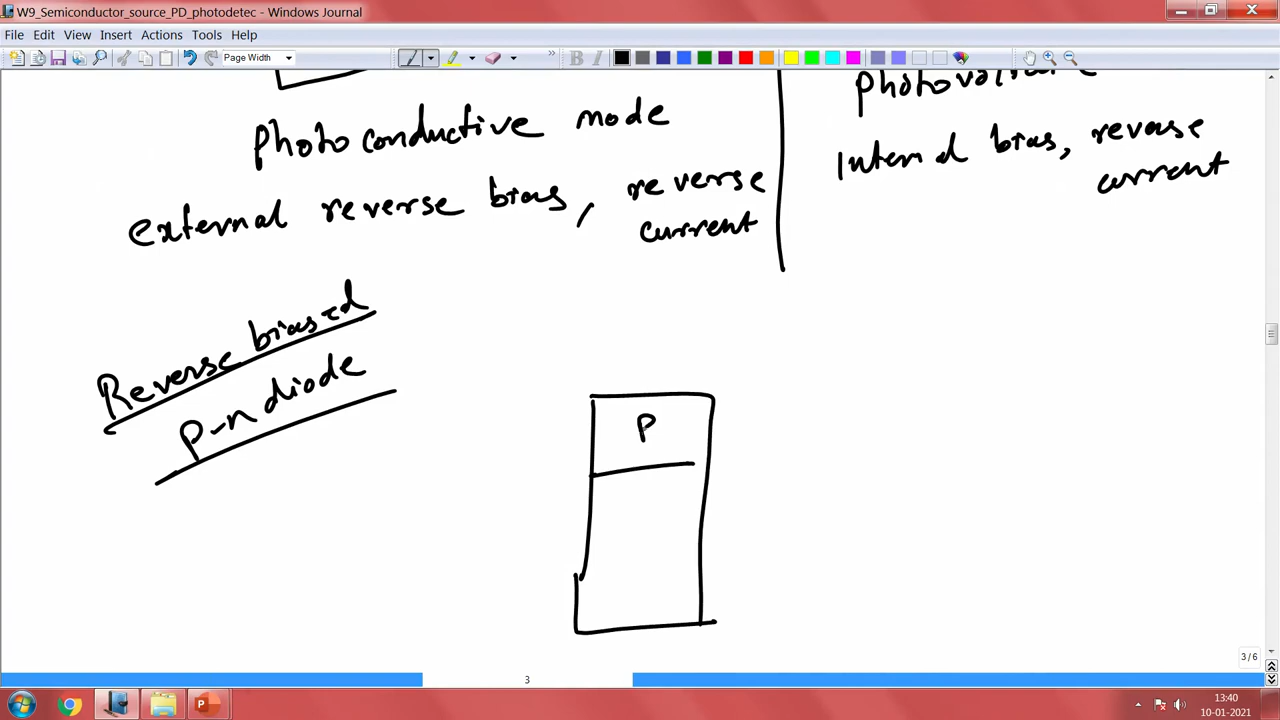 W9_Semiconductor_source_PD_photodetec - Windows Journal
File Edit View Insert Actions Tools Help
Page Width
B I
photoconductive mode
external reverse bias, reverse
current
Internal bias, reverse
current
Reverse biased
P-n diode
P
3/6
3
13:40
10-01-2021